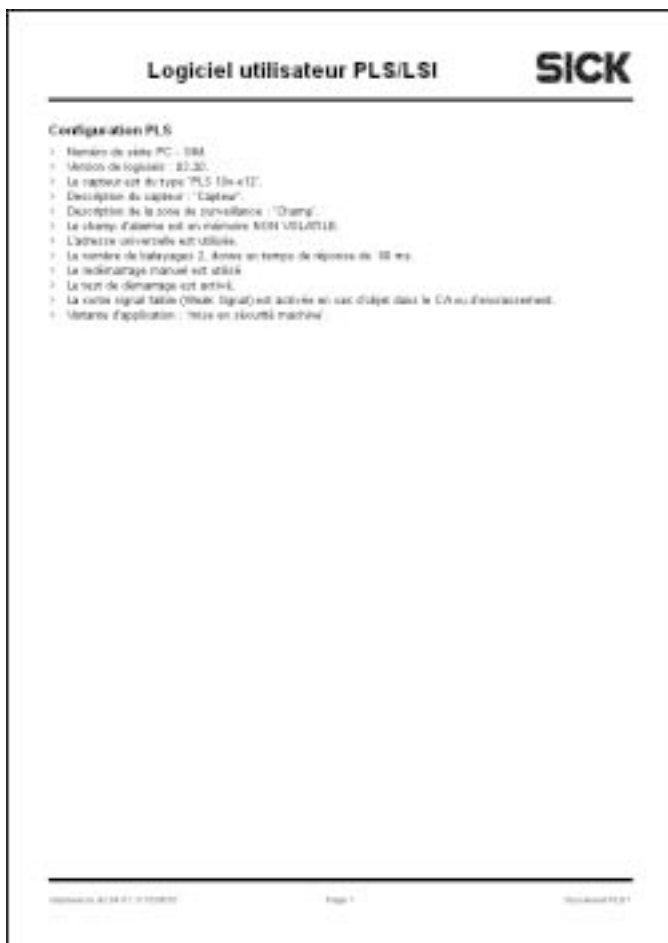 Logiciel utilisateur PLS/LSI
SICK
Configuration PLS
Numéro de série PC - SIM
Version de logiciel : 03.30.
Le capteur est du type "PLS 10x-x12".
Description du capteur : "Capteur".
Description de la zone de surveillance : "Champ".
Le champ d'alarme est en mémoire NON VOLATILE.
L'adresse universelle est utilisée.
Le nombre de balayages 2, donne un temps de réponse de 80 ms.
Le redémarrage manuel est utilisé
Le test de démarrage est activé.
La sortie signal faible (Weak Signal) est activée en cas d'objet dans le CA ou d'encrassement.
Variante d'application : 'mise en sécurité machine'
Page 1